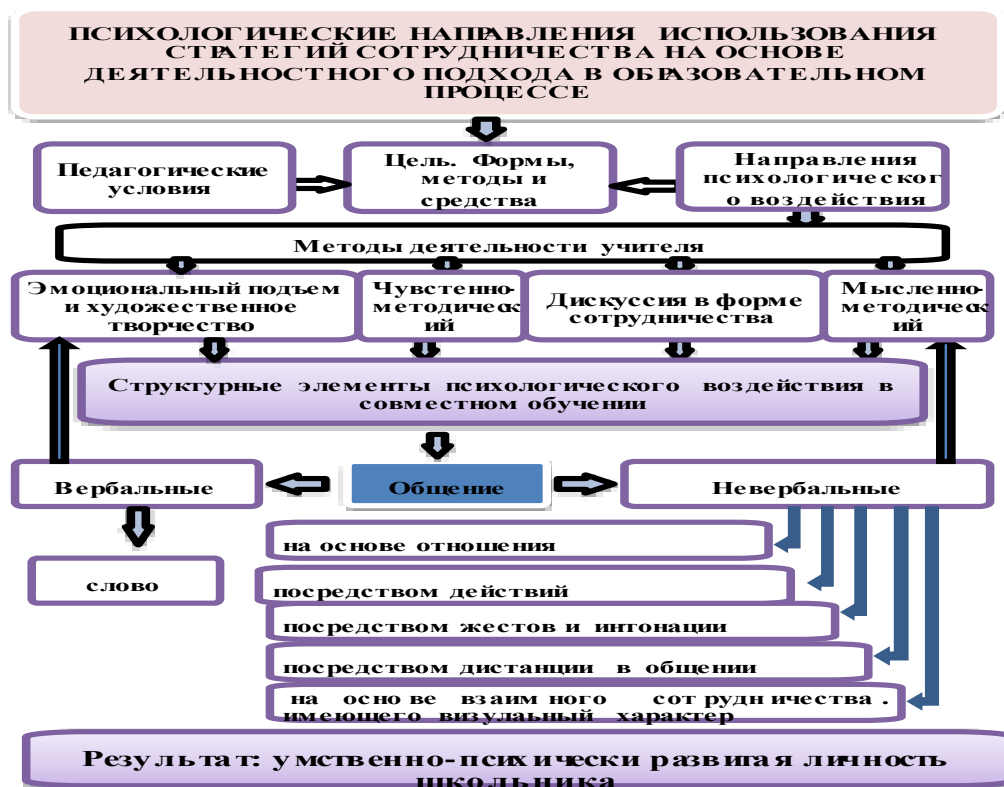 ПСИХОЛОГИЧЕСКИЕ НАПРАВЛЕНИЯ ИСПОЛЬЗОВАНИЯ
СТРАТЕГИЙ СОТРУДНИЧЕСТВА НА ОСНОВЕ
ДЕЯТЕЛЬНОСТНОГО ПОДХОДА В ОБРАЗОВАТЕЛЬНОМ
ПРОЦЕССЕ
Педагогические
условия
Цель. Формы,
методы и
средства
Направления
психологическог
о воздействия
Методы деятельности учителя
Эмоциональный подъем
и художественное
творчество
Чувстенно-
методическ
ий
Дискуссия в форме
сотрудничества
Мысленно-
методическ
ий
Структурные элементы психологического воздействия в
совместном обучении
Вербальные
Общение
Невербальные
слово
на основе отношения
посредством действий
посредством жестов и интонации
посредством дистанции в общении
на основе взаимного сотрудничества.
имеющего визулаьный характер
Результат: умственно-психически развитая личность
школьника